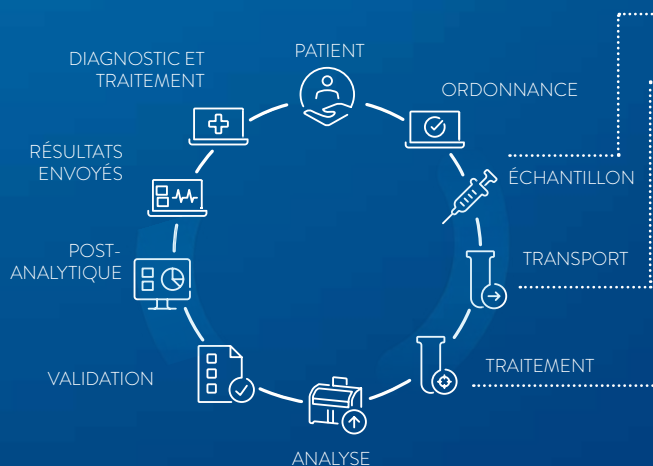 PATIENT
ORDONNANCE
ÉCHANTILLON
TRANSPORT
TRAITEMENT
ANALYSE
VALIDATION
POST-
ANALYTIQUE
RÉSULTATS
ENVOYÉS
DIAGNOSTIC ET
TRAITEMENT